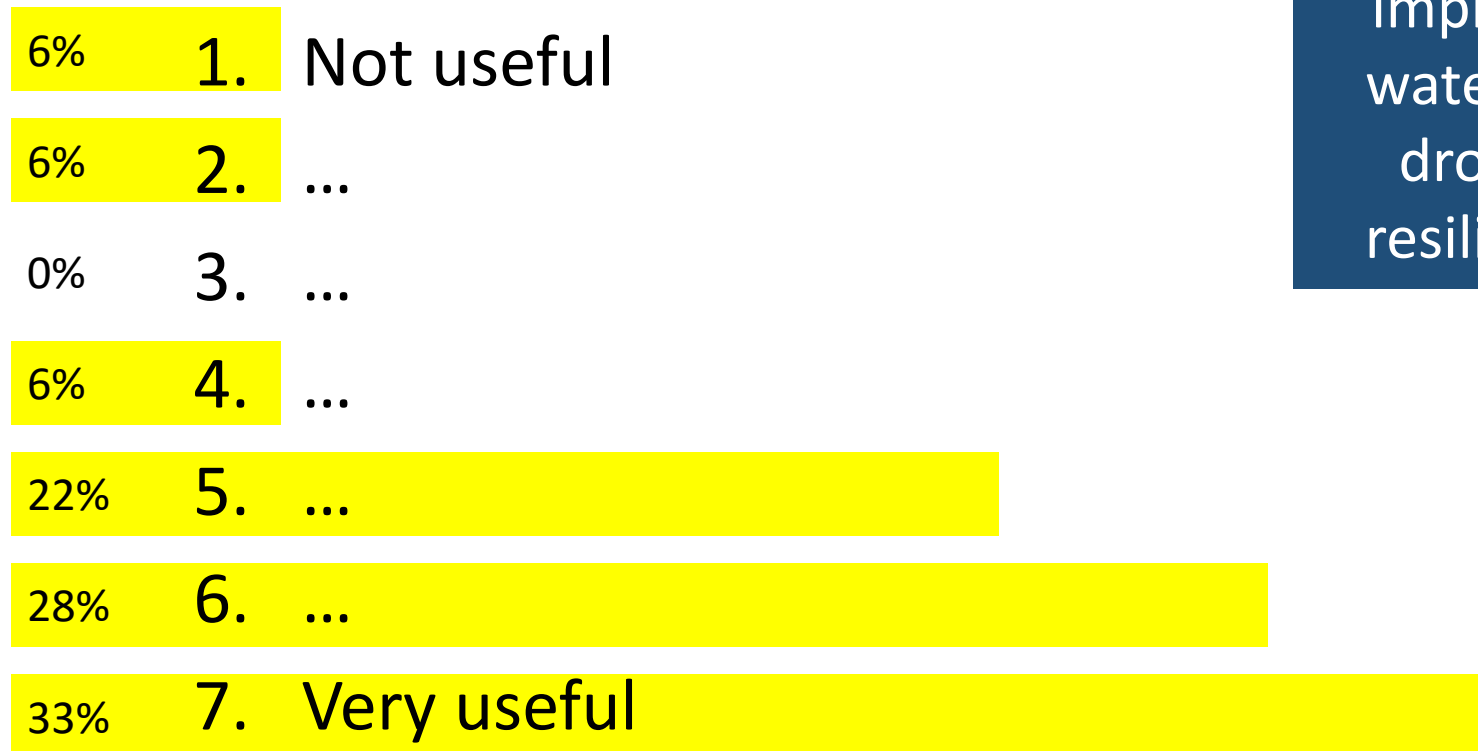 6% 1. Not useful
6% 2. ...
0% 3. ...
6% 4. ...
22% 5. ...
28% 6. ...
33% 7. Very useful